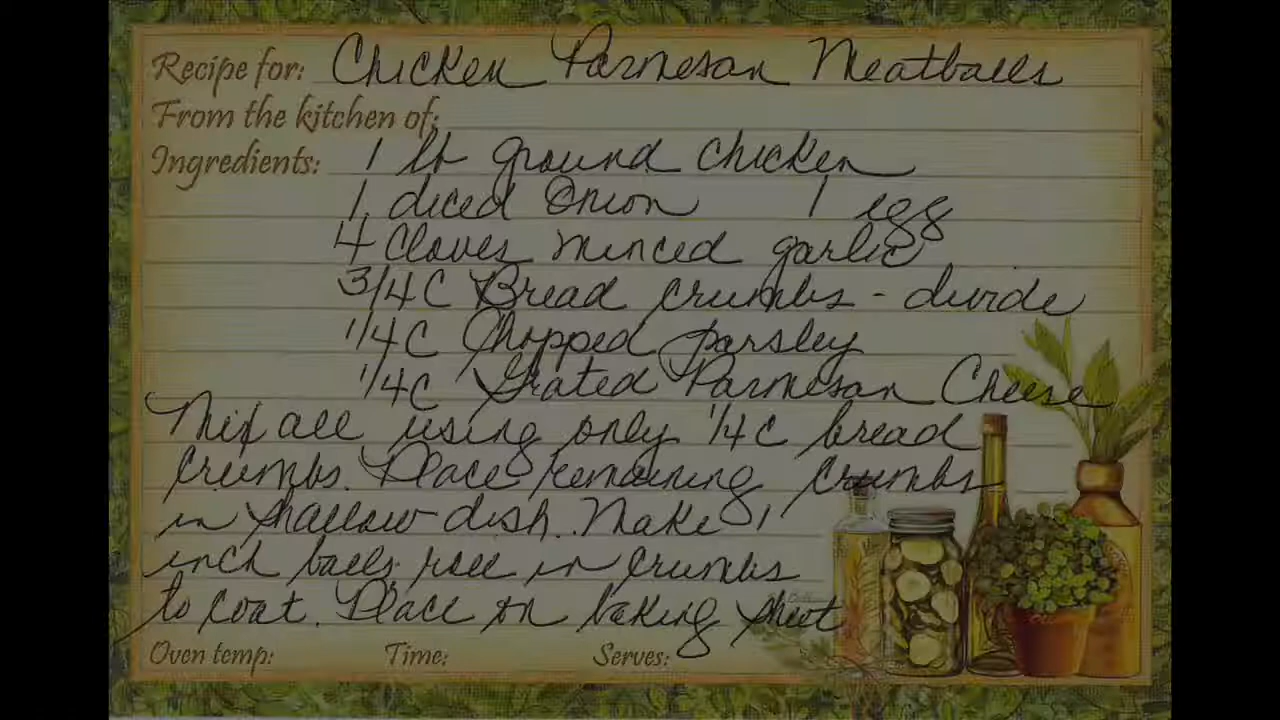 Recipe for: Chicken Parmesan Meatballs
From the kitchen of:
Ingredients: 1 lb ground chicken
1 diced Onion 1 egg
4 Cloves minced garlic
3/4 C Bread crumbs - divide
1/4 C Chopped parsley
1/4 C Grated Parmesan Cheese
Mix all using only 1/4 C bread
crumbs. Place remaining crumbs
in shallow dish. Make 1
inch balls, roll in crumbs
to coat. Place on baking sheet
Oven temp: Time: Serves: